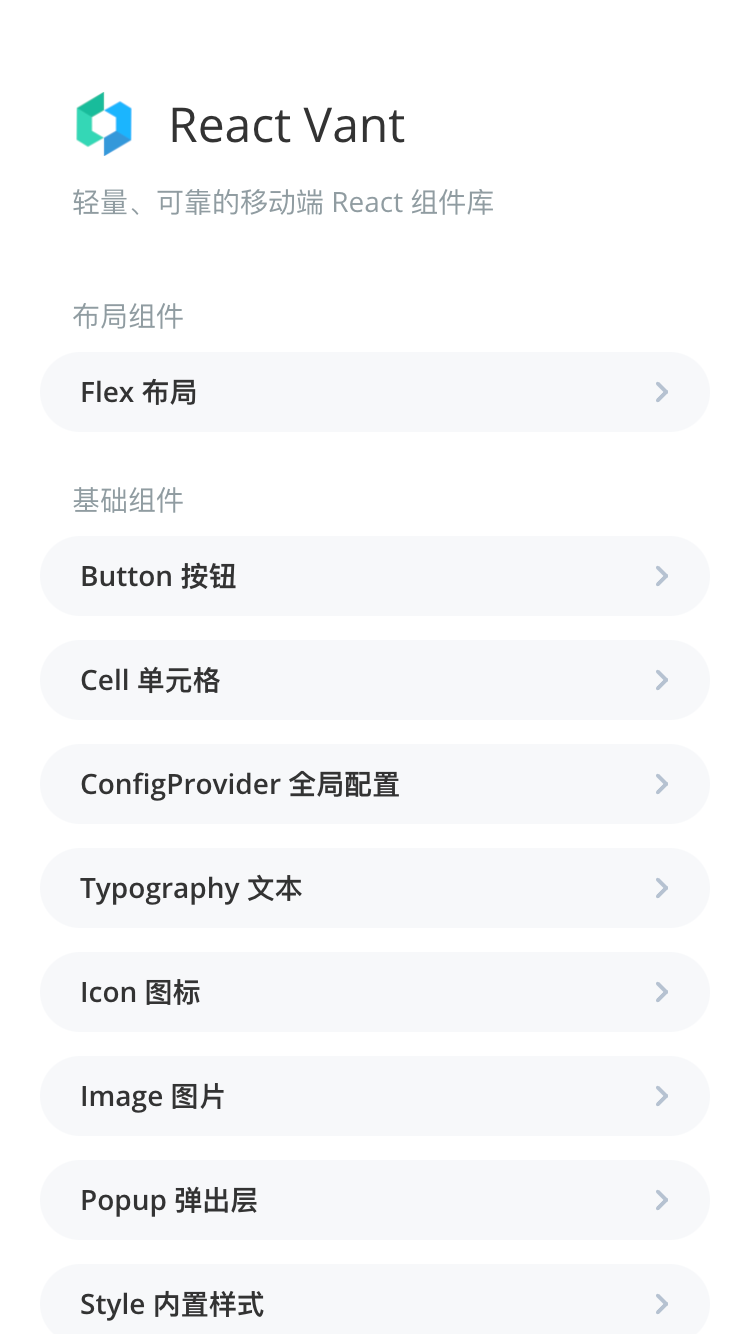 React Vant
轻量、可靠的移动端 React 组件库
布局组件
Flex 布局
基础组件
Button 按钮
Cell 单元格
ConfigProvider 全局配置
Typography 文本
Icon 图标
Image 图片
Popup 弹出层
Style 内置样式